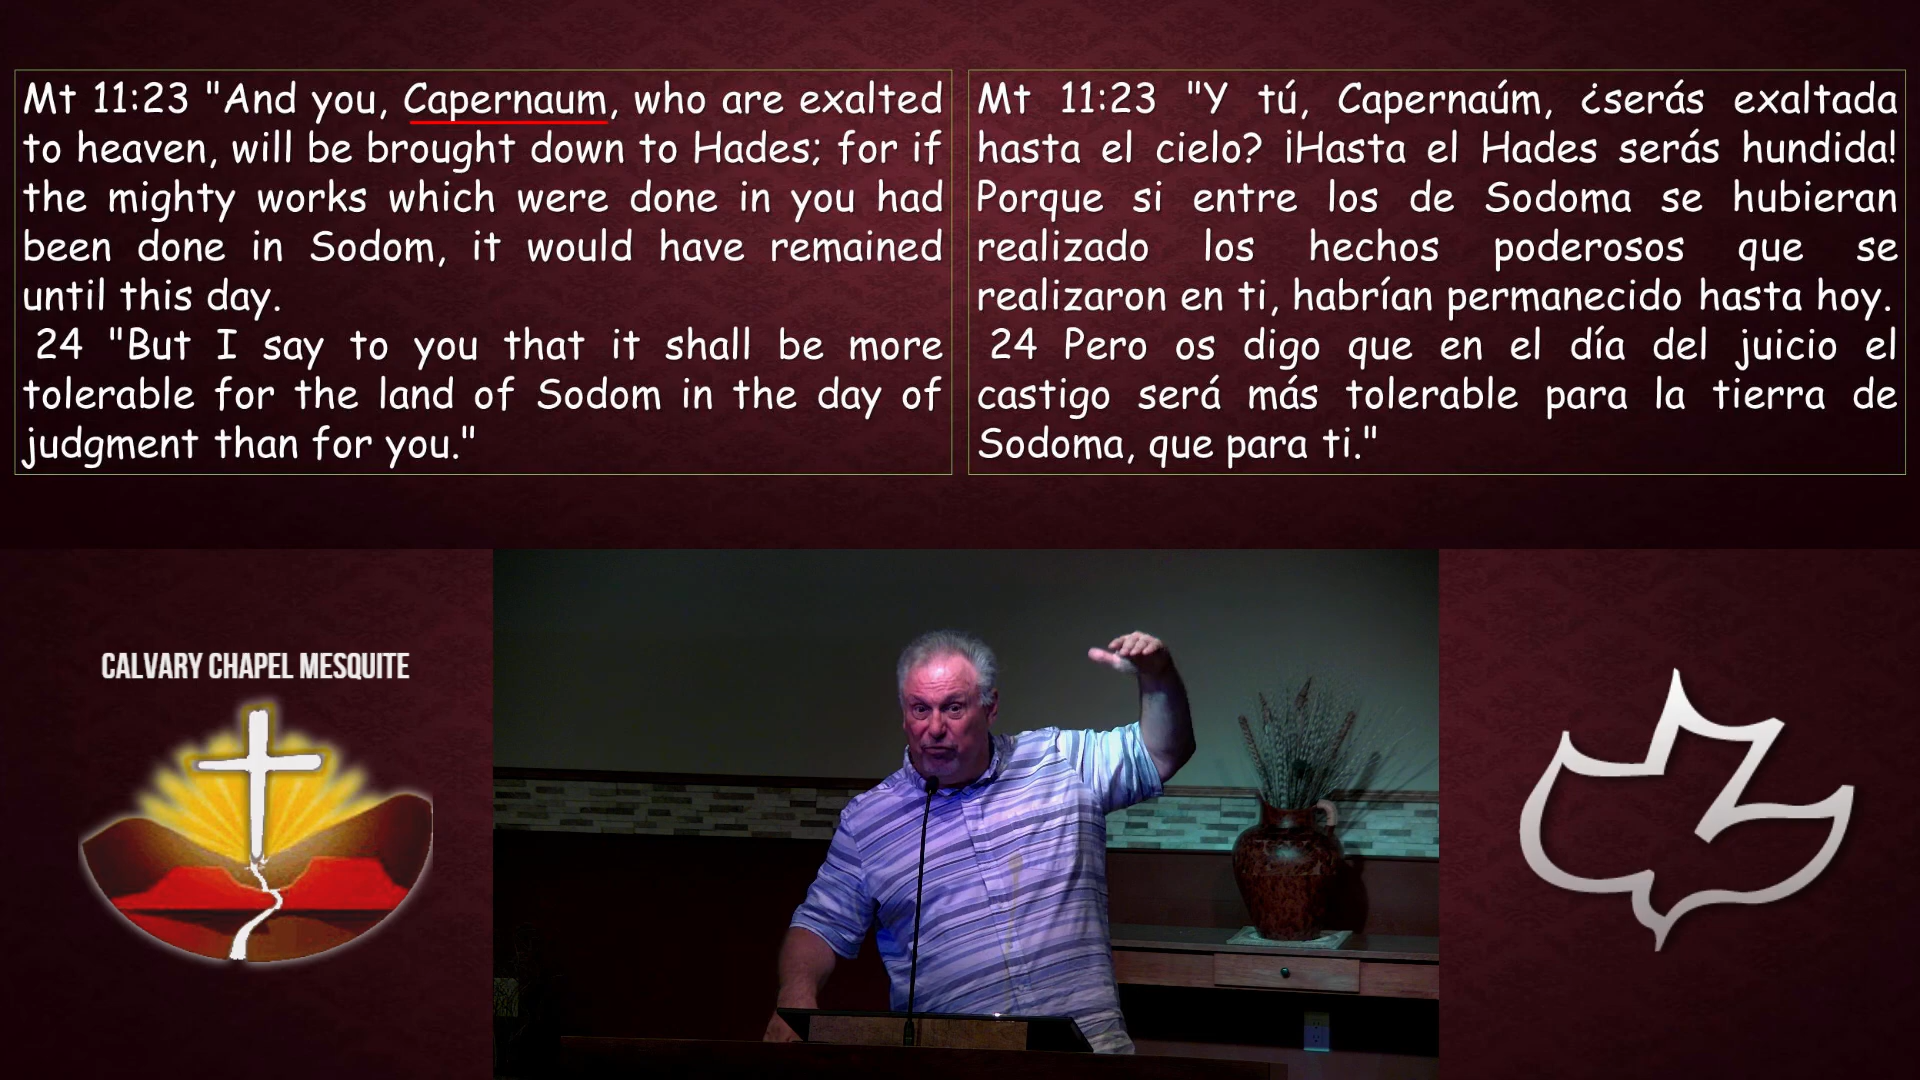 Mt 11:23 "And you, Capernaum, who are exalted
to heaven, will be brought down to Hades; for if
the mighty works which were done in you had
been done in Sodom, it would have remained
until this day.
24 "But I say to you that it shall be more
tolerable for the land of Sodom in the day of
judgment than for you."
Mt 11:23 "Y tú, Capernaúm, ¿serás exaltada
hasta el cielo? ¡Hasta el Hades serás hundida!
Porque si entre los de Sodoma se hubieran
realizado los hechos poderosos que se
realizaron en ti, habrían permanecido hasta hoy.
24 Pero os digo que en el día del juicio el
castigo será más tolerable para la tierra de
Sodoma, que para ti."
CALVARY CHAPEL MESQUITE